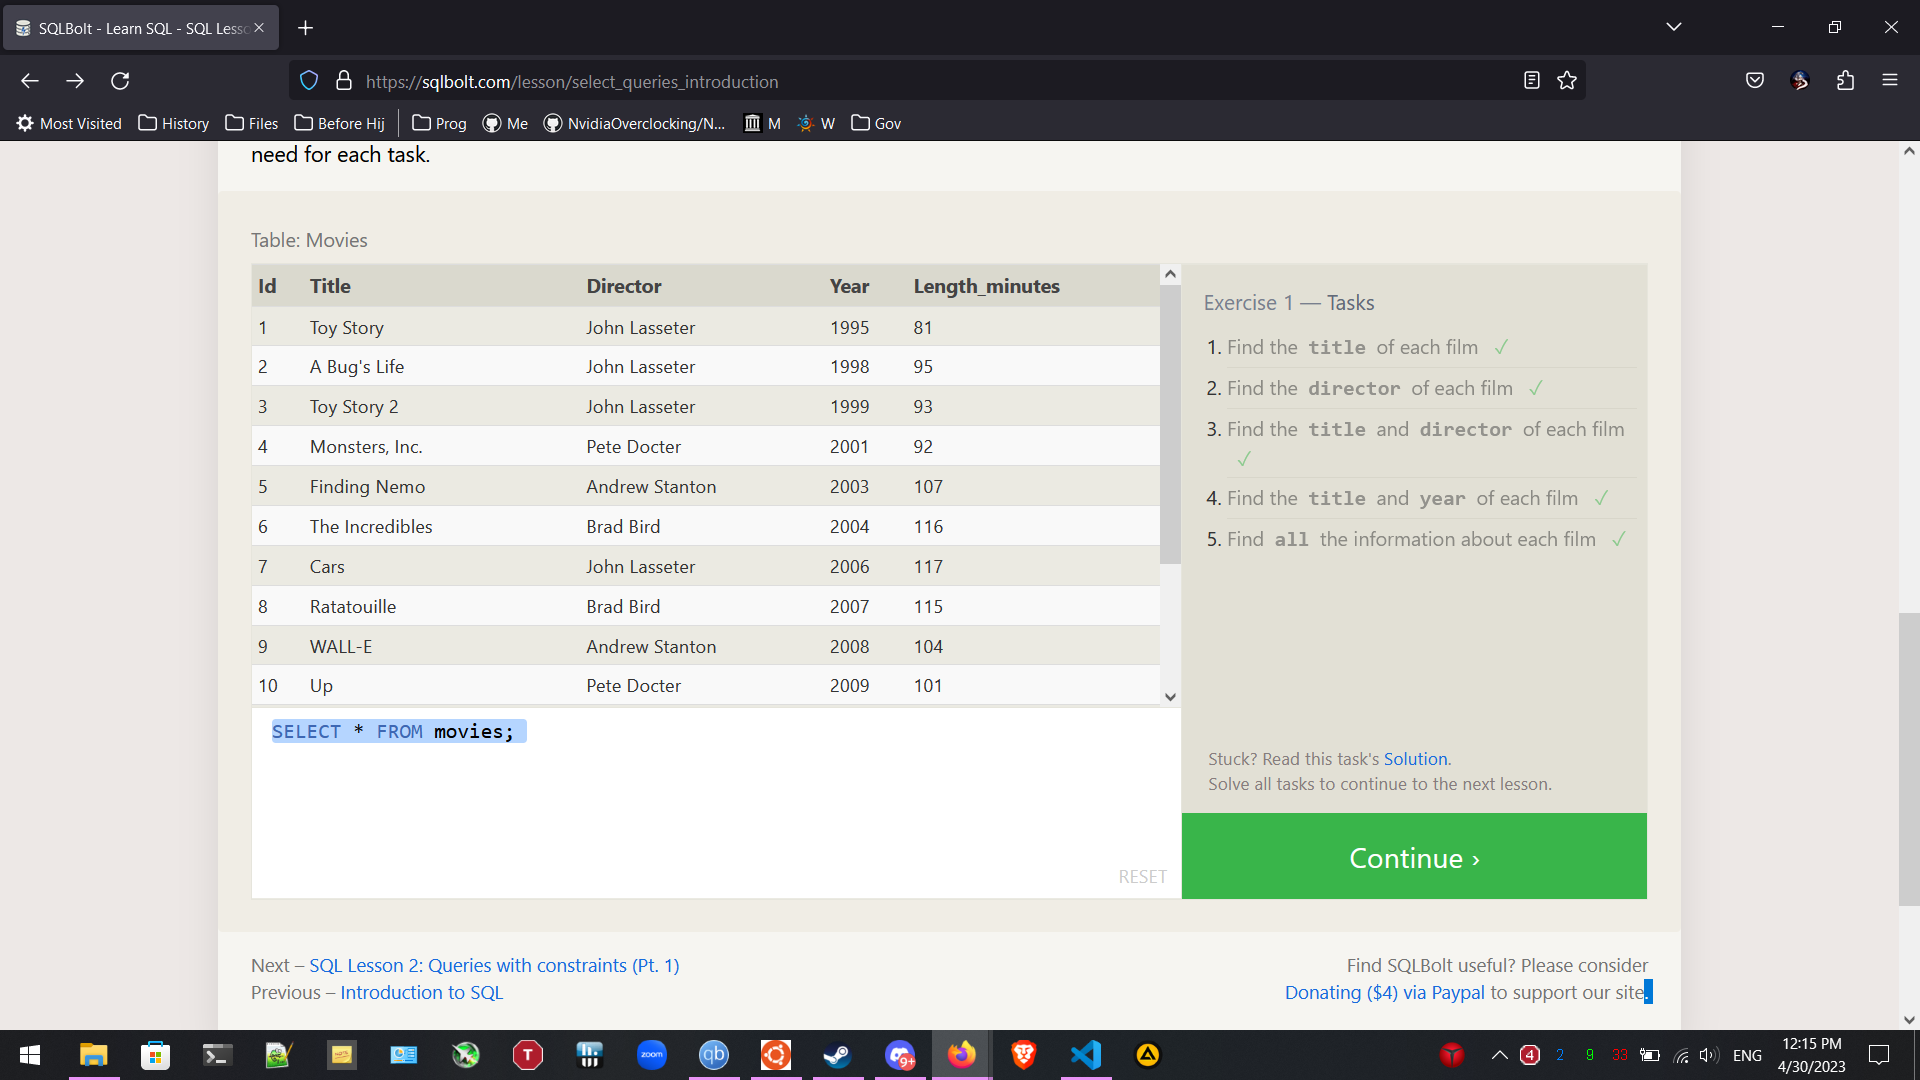 SQLBolt - Learn SQL - SQL Lesso
https://sqlbolt.com/lesson/select_queries_introduction
Most Visited History Files Before Hij Prog Me NvidiaOverclocking/N... M W Gov
need for each task.
Table: Movies
Id Title Director Year Length_minutes
1 Toy Story John Lasseter 1995 81
2 A Bug's Life John Lasseter 1998 95
3 Toy Story 2 John Lasseter 1999 93
4 Monsters, Inc. Pete Docter 2001 92
5 Finding Nemo Andrew Stanton 2003 107
6 The Incredibles Brad Bird 2004 116
7 Cars John Lasseter 2006 117
8 Ratatouille Brad Bird 2007 115
9 WALL-E Andrew Stanton 2008 104
10 Up Pete Docter 2009 101
SELECT * FROM movies;
RESET
Exercise 1 — Tasks
1. Find the title of each film ✓
2. Find the director of each film ✓
3. Find the title and director of each film
✓
4. Find the title and year of each film ✓
5. Find all the information about each film ✓
Stuck? Read this task's Solution.
Solve all tasks to continue to the next lesson.
Continue ›
Next – SQL Lesson 2: Queries with constraints (Pt. 1)
Previous – Introduction to SQL
Find SQLBolt useful? Please consider
Donating ($4) via Paypal to support our site.
T zoom qb 9+ 4 2 9 33 ENG
12:15 PM
4/30/2023